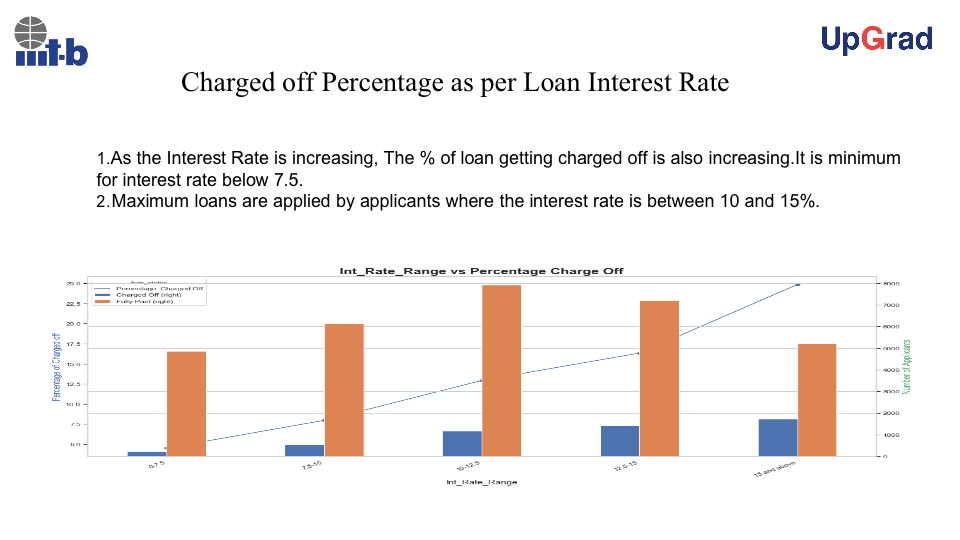 iiit-b
UpGrad
Charged off Percentage as per Loan Interest Rate
1.As the Interest Rate is increasing, The % of loan getting charged off is also increasing.It is minimum
for interest rate below 7.5.
2.Maximum loans are applied by applicants where the interest rate is between 10 and 15%.
Int_Rate_Range vs Percentage Charge Off
loan_status
Percentage_Charged Off
Charged Off (right)
Fully Paid (right)
25.0
22.5
20.0
17.5
15.0
12.5
10.0
7.5
5.0
Percentage of Charged off
8000
7000
6000
5000
4000
3000
2000
1000
0
Number of Applicants
0-7.5
7.5-10
10-12.5
12.5-15
15 and above
Int_Rate_Range